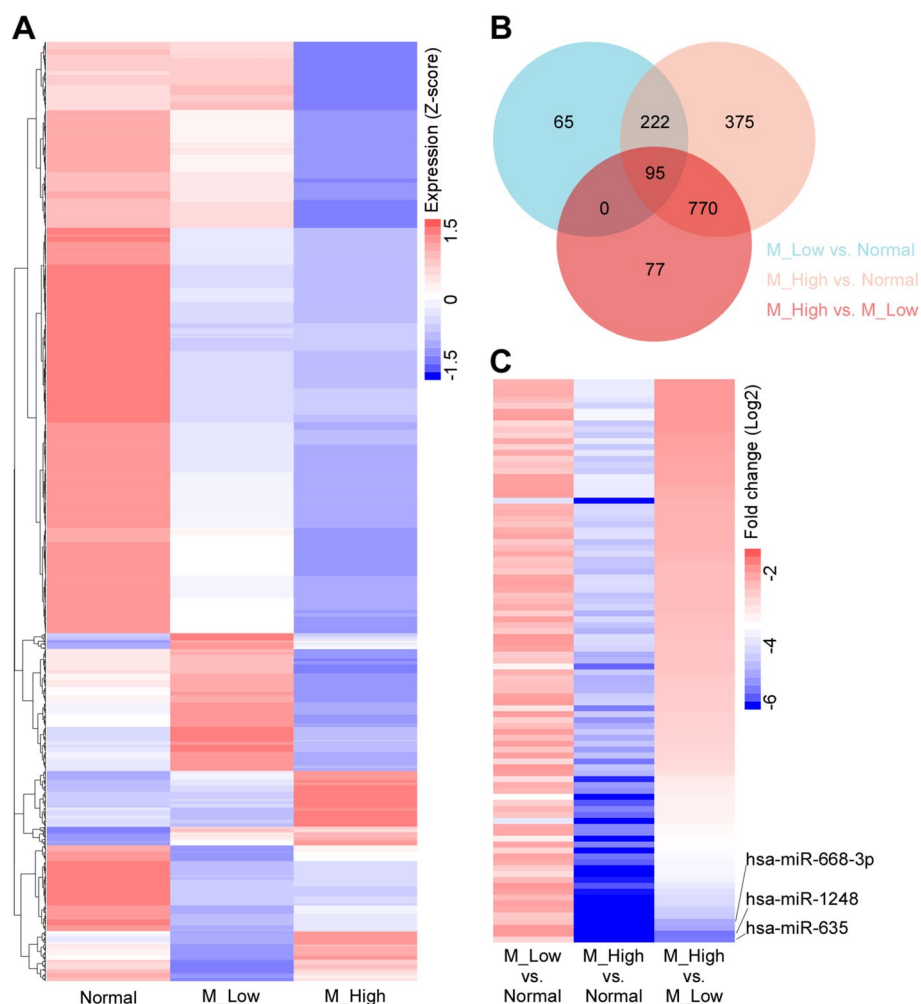 A
Expression (Z-score)
1.5
0
-1.5
Normal
M_Low
M_High
B
65
222
375
95
0
770
77
M_Low vs. Normal
M_High vs. Normal
M_High vs. M_Low
C
Fold change (Log2)
-2
-4
-6
hsa-miR-668-3p
hsa-miR-1248
hsa-miR-635
M_Low
vs.
Normal
M_High
vs.
Normal
M_High
vs.
M_Low